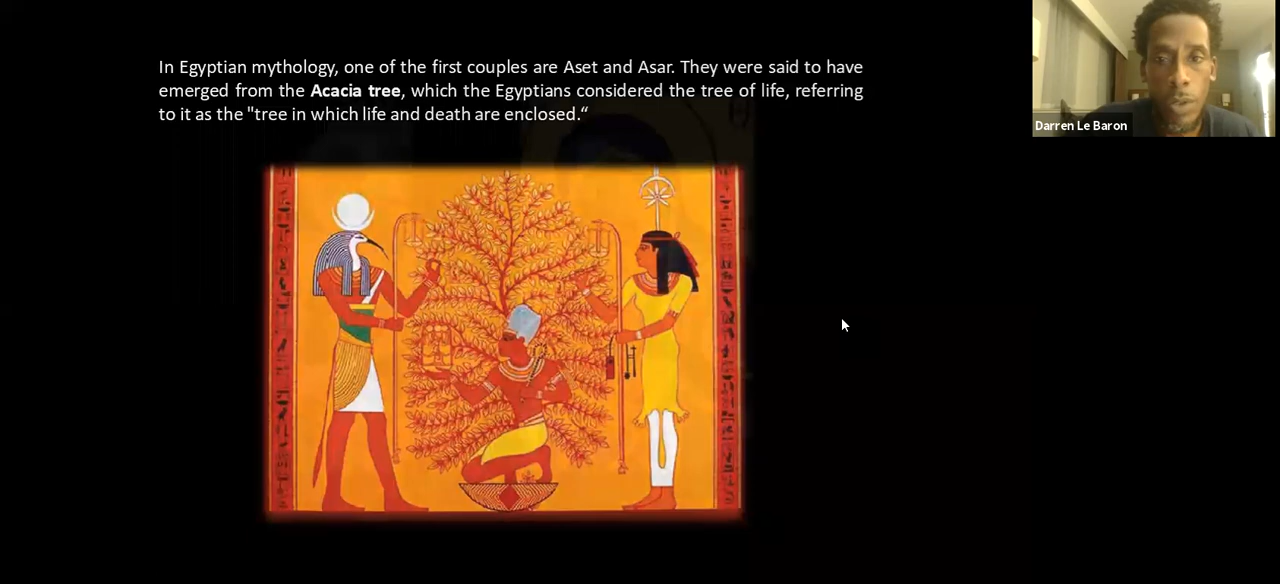 In Egyptian mythology, one of the first couples are Aset and Asar. They were said to have
emerged from the Acacia tree, which the Egyptians considered the tree of life, referring
to it as the "tree in which life and death are enclosed.“
Darren Le Baron